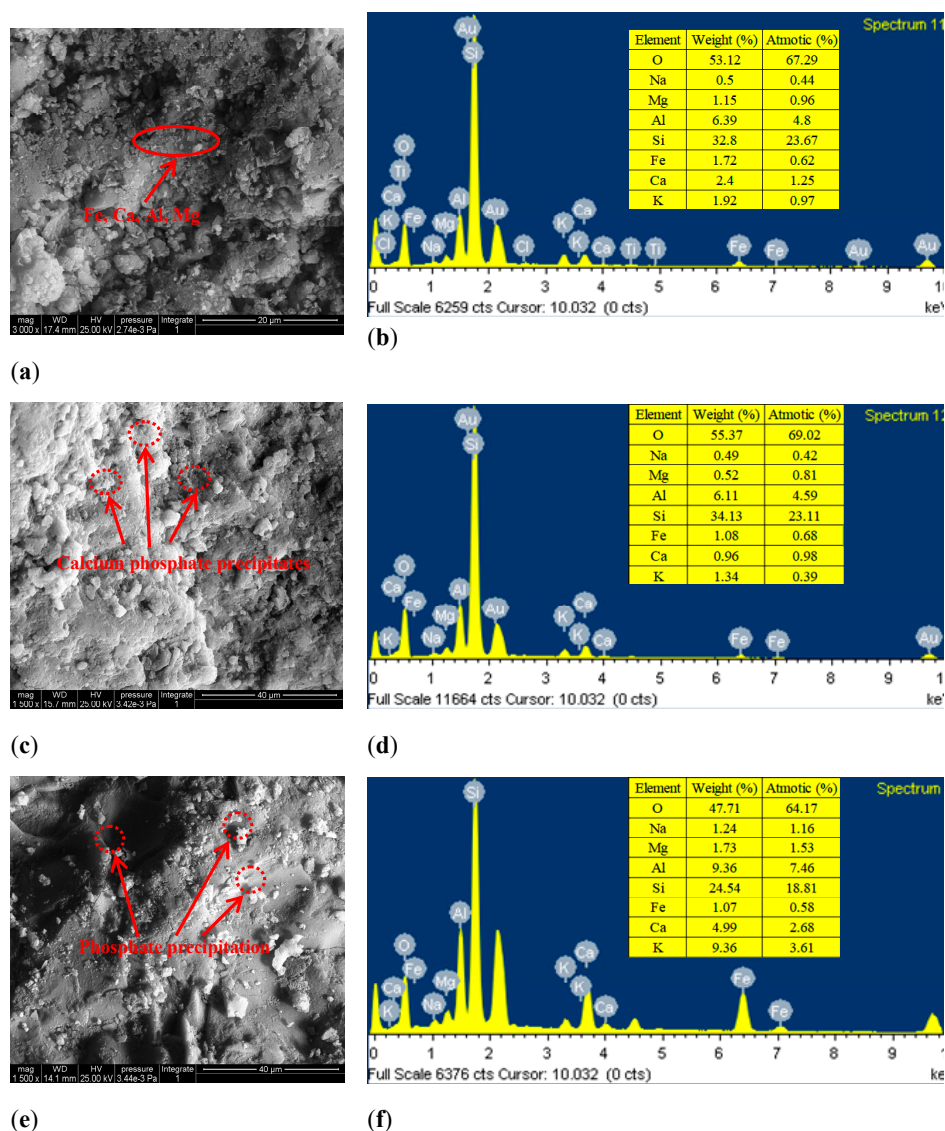 Fe, Ca, Al, Mg
mag WD HV pressure Integrate 20 µm
3 000 x 17.4 mm 25.00 kV 2.74e-3 Pa 1
(a)
Spectrum 11
Element Weight (%) Atmotic (%)
O 53.12 67.29
Na 0.5 0.44
Mg 1.15 0.96
Al 6.39 4.8
Si 32.8 23.67
Fe 1.72 0.62
Ca 2.4 1.25
K 1.92 0.97
Au
Si
O
Ti
Ca
K Fe Na Mg Al Au K Ca
Cl Cl K Ca Ti Ti Fe Fe Au Au
0 1 2 3 4 5 6 7 8 9 10
Full Scale 6259 cts Cursor: 10.032 (0 cts) keV
(b)
Calcium phosphate precipitates
mag WD HV pressure Integrate 40 µm
1 500 x 15.7 mm 25.00 kV 3.42e-3 Pa 1
(c)
Spectrum 12
Element Weight (%) Atmotic (%)
O 55.37 69.02
Na 0.49 0.42
Mg 0.52 0.81
Al 6.11 4.59
Si 34.13 23.11
Fe 1.08 0.68
Ca 0.96 0.98
K 1.34 0.39
Au
Si
O
Ca Fe Mg Al Au K Ca
K Na K Ca Fe Fe Au
0 1 2 3 4 5 6 7 8 9 1
Full Scale 11664 cts Cursor: 10.032 (0 cts) ke
(d)
Phosphate precipitation
mag WD HV pressure Integrate 40 µm
1 500 x 14.1 mm 25.00 kV 3.44e-3 Pa 1
(e)
Spectrum
Element Weight (%) Atmotic (%)
O 47.71 64.17
Na 1.24 1.16
Mg 1.73 1.53
Al 9.36 7.46
Si 24.54 18.81
Fe 1.07 0.58
Ca 4.99 2.68
K 9.36 3.61
Si
Al
O
Ca Fe Mg K Ca Fe
K Na K Ca Fe
0 1 2 3 4 5 6 7 8 9 1
Full Scale 6376 cts Cursor: 10.032 (0 cts) ke
(f)